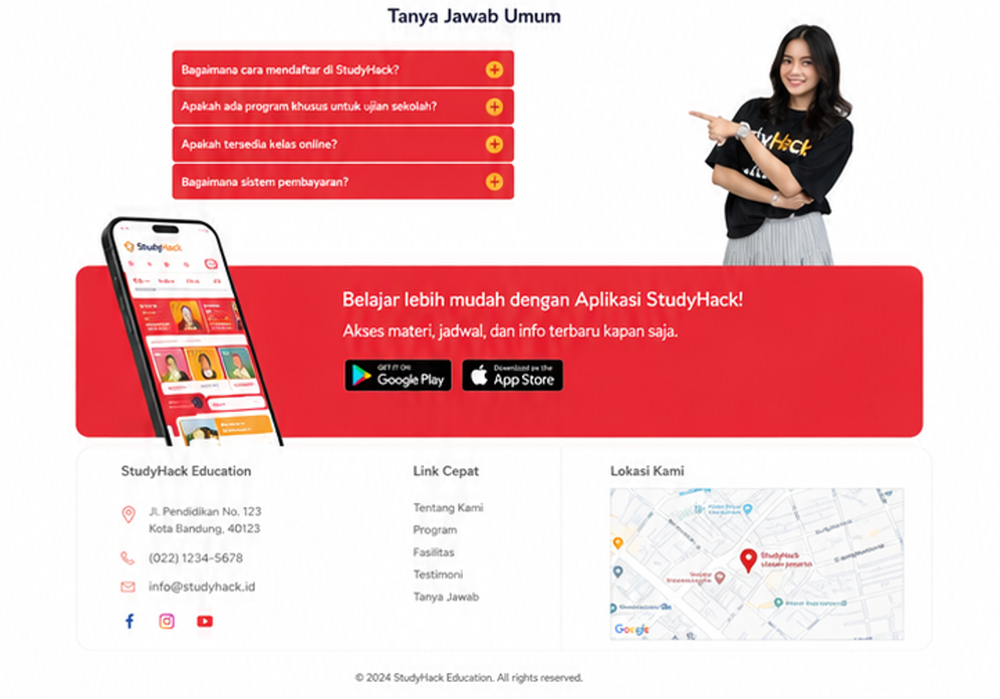 Tanya Jawab Umum
Bagaimana cara mendaftar di StudyHack?
Apakah ada program khusus untuk ujian sekolah?
Apakah tersedia kelas online?
Bagaimana sistem pembayaran?
StudyHack
Belajar lebih mudah dengan Aplikasi StudyHack!
Akses materi, jadwal, dan info terbaru kapan saja.
GET IT ON
Google Play
Download on the
App Store
StudyHack Education
Jl. Pendidikan No. 123
Kota Bandung, 40123
(022) 1234-5678
info@studyhack.id
Link Cepat
Tentang Kami
Program
Fasilitas
Testimoni
Tanya Jawab
Lokasi Kami
StudyHack
Google
© 2024 StudyHack Education. All rights reserved.